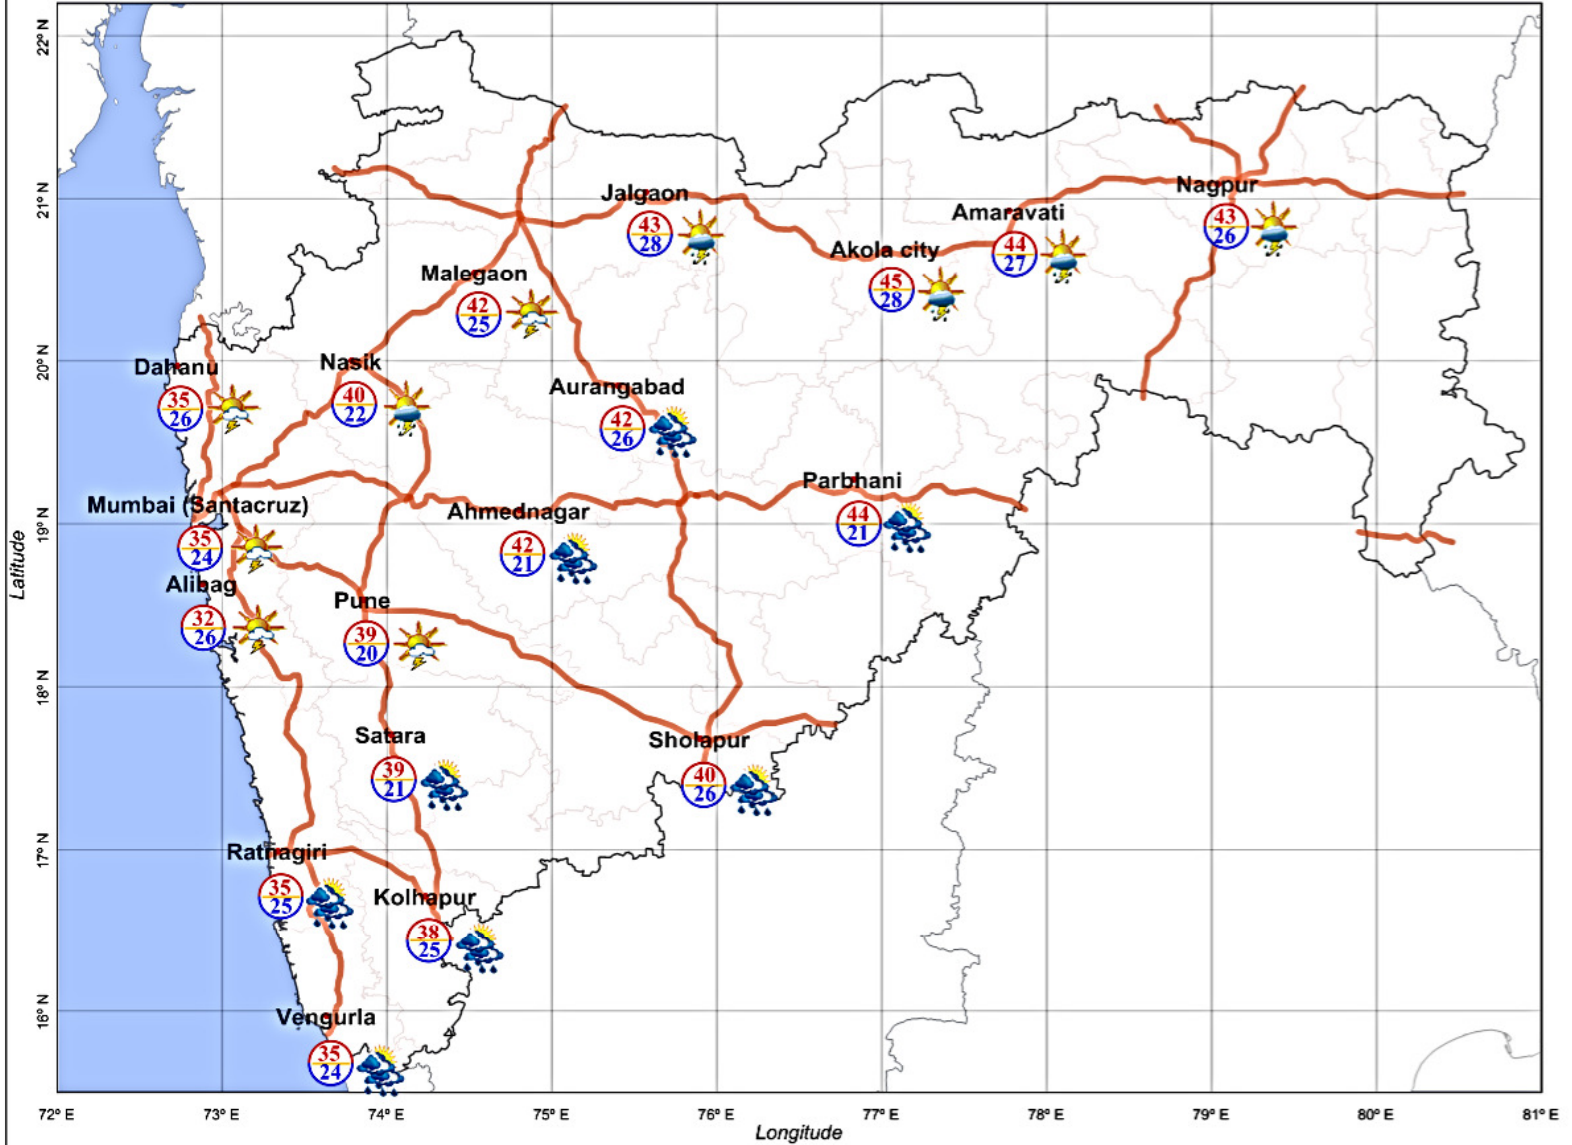 22° N
21° N
20° N
19° N
18° N
17° N
16° N
Latitude
Jalgaon
43
28
Nagpur
43
26
Amaravati
44
27
Akola city
45
28
Malegaon
42
25
Dahanu
35
26
Nasik
40
22
Aurangabad
42
26
Parbhani
44
21
Mumbai (Santacruz)
35
24
Ahmednagar
42
21
Alibag
32
26
Pune
39
20
Satara
39
21
Sholapur
40
26
Ratnagiri
35
25
Kolhapur
38
25
Vengurla
35
24
72° E
73° E
74° E
75° E
76° E
77° E
78° E
79° E
80° E
81° E
Longitude